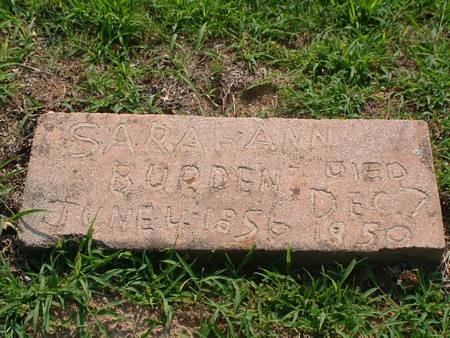 SARAH ANN
BURDEN DIED
JUNE 4 1856 DEC. 7
1930